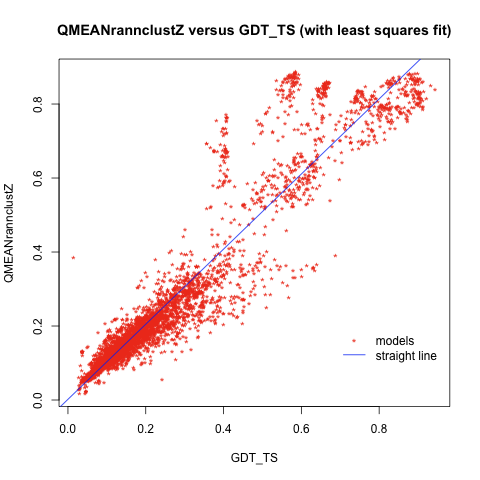 QMEANrannclustZ versus GDT_TS (with least squares fit)
QMEANrannclustZ
0.8
0.6
0.4
0.2
0.0
models
straight line
0.0 0.2 0.4 0.6 0.8
GDT_TS